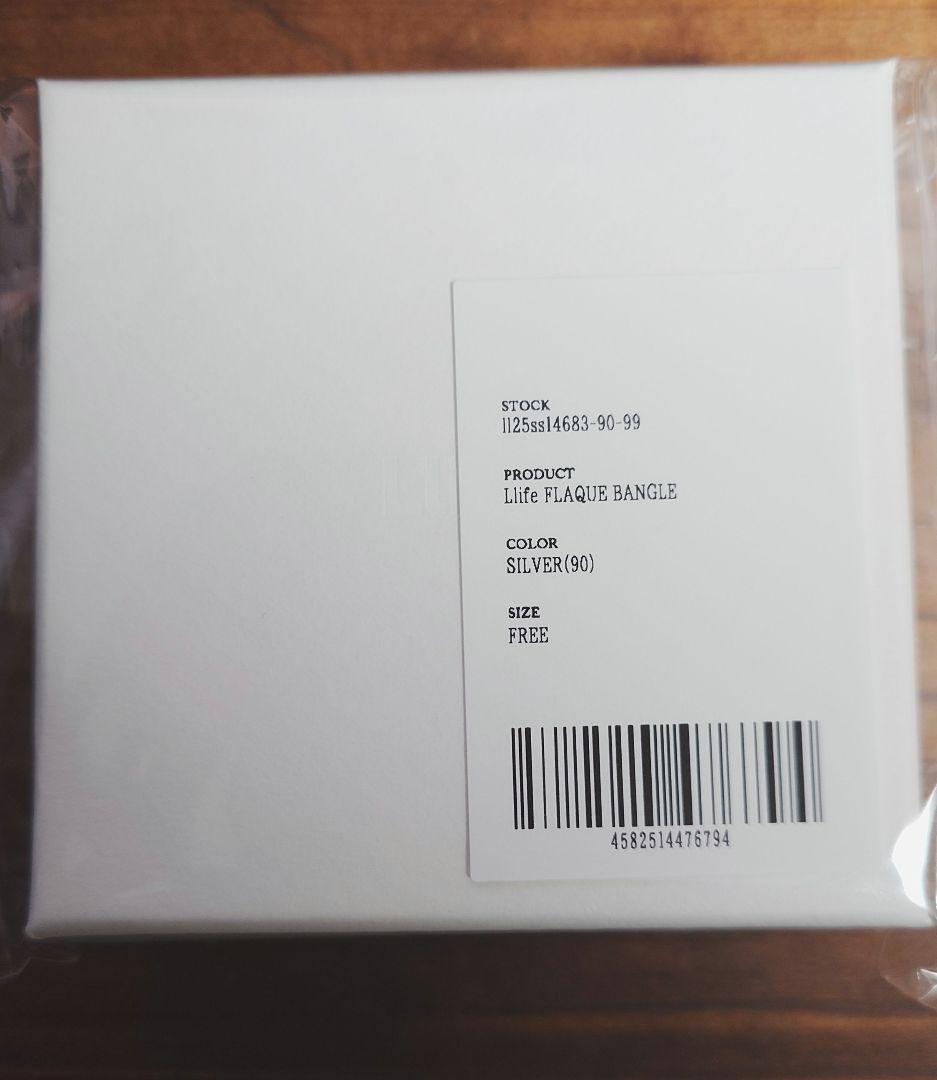 STOCK
ll25ss14683-90-99
PRODUCT
Llife FLAQUE BANGLE
COLOR
SILVER(90)
SIZE
FREE
4582514476794